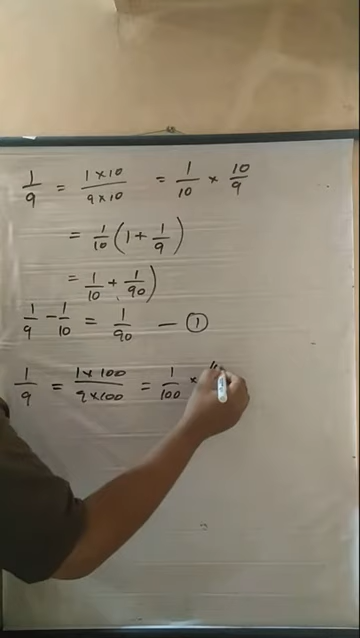 1/9 = 1×10/9×10 = 1/10 × 10/9
= 1/10 (1 + 1/9)
= 1/10 + 1/90)
1/9 - 1/10 = 1/90 — ①
1/9 = 1×100/9×100 = 1/100 ×